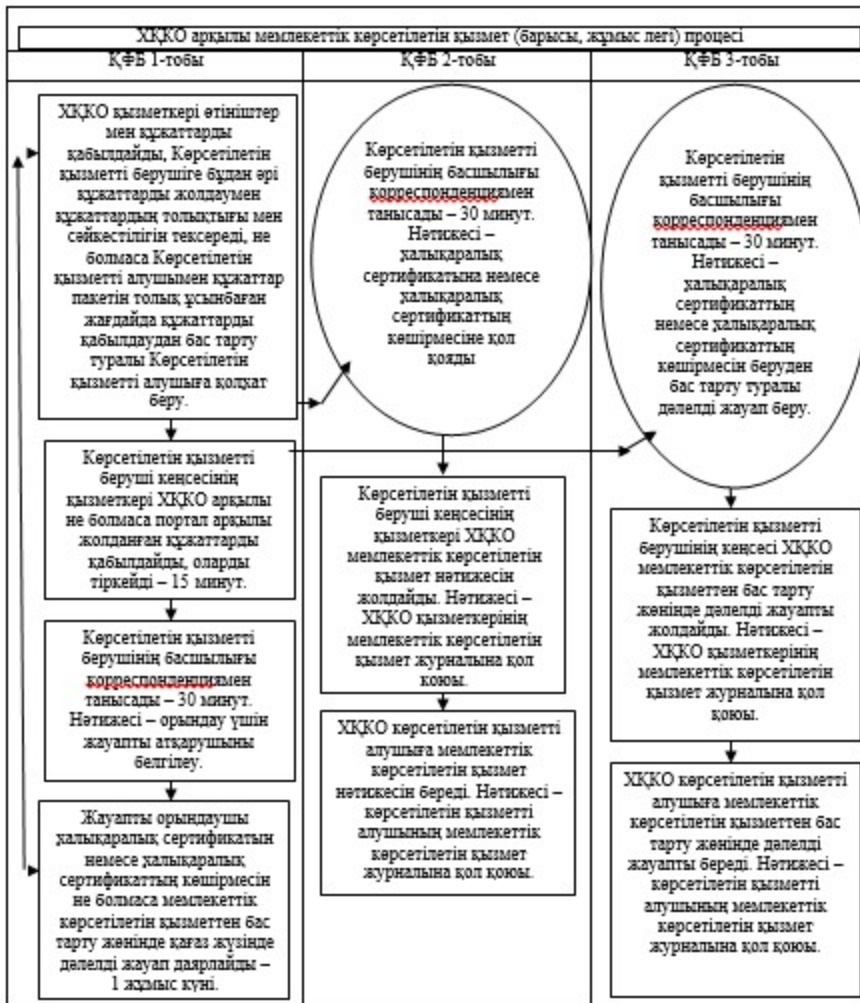 ХҚКО арқылы мемлекеттік көрсетілетін қызмет (барысы, жұмыс легі) процесі
ҚФБ 1-тобы
ХҚКО қызметкері өтініштер
мен құжаттарды
қабылдайды, Көрсетілетін
қызметті берушіге бұдан әрі
құжаттарды жолдаумен
құжаттардың толықтығы мен
сәйкестілігін тексереді, не
болмаса Көрсетілетін
қызметті алушымен құжаттар
пакетін толық ұсынбаған
жағдайда құжаттарды
қабылдаудан бас тарту
туралы Көрсетілетін
қызметті алушыға қолхат
беру.
Көрсетілетін қызметті
беруші кеңсесінің
қызметкері ХҚКО арқылы
не болмаса портал арқылы
жолданған құжаттарды
қабылдайды, оларды
тіркейді – 15 минут.
Көрсетілетін қызметті
берушінің басшылығы
қорреспонденциямен
танысады – 30 минут.
Нәтижесі – орындау үшін
жауапты атқарушыны
белгілеу.
Жауапты орындаушы
халықаралық сертификатын
немесе халықаралық
сертификаттың көшірмесін
не болмаса мемлекеттік
көрсетілетін қызметтен бас
тарту жөнінде қағаз жүзінде
дәлелді жауап даярлайды –
1 жұмыс күні.
ҚФБ 2-тобы
Көрсетілетін қызметті
берушінің басшылығы
қорреспонденциямен
танысады – 30 минут.
Нәтижесі –
халықаралық
сертификатына немесе
халықаралық
сертификаттың
көшірмесіне қол
қояды
Көрсетілетін қызметті
беруші кеңсесінің
қызметкері ХҚКО
мемлекеттік көрсетілетін
қызмет нәтижесін
жолдайды. Нәтижесі –
ХҚКО қызметкерінің
мемлекеттік көрсетілетін
қызмет журналына қол
қоюы.
ХҚКО көрсетілетін қызметті
алушыға мемлекеттік
көрсетілетін қызмет
нәтижесін береді. Нәтижесі –
көрсетілетін қызметті
алушының мемлекеттік
көрсетілетін қызмет
журналына қол қоюы.
ҚФБ 3-тобы
Көрсетілетін
қызметті берушінің
басшылығы
қорреспонденциямен
танысады – 30 минут.
Нәтижесі –
халықаралық
сертификаттың
немесе халықаралық
сертификаттың
көшірмесін беруден
бас тарту туралы
дәлелді жауап беру.
Көрсетілетін қызметті
берушінің кеңсесі ХҚКО
мемлекеттік көрсетілетін
қызметтен бас тарту
жөнінде дәлелді жауапты
жолдайды. Нәтижесі –
ХҚКО қызметкерінің
мемлекеттік көрсетілетін
қызмет журналына қол
қоюы.
ХҚКО көрсетілетін қызметті
алушыға мемлекеттік
көрсетілетін қызметтен бас
тарту жөнінде дәлелді
жауапты береді. Нәтижесі –
көрсетілетін қызметті
алушының мемлекеттік
көрсетілетін қызмет
журналына қол қоюы.